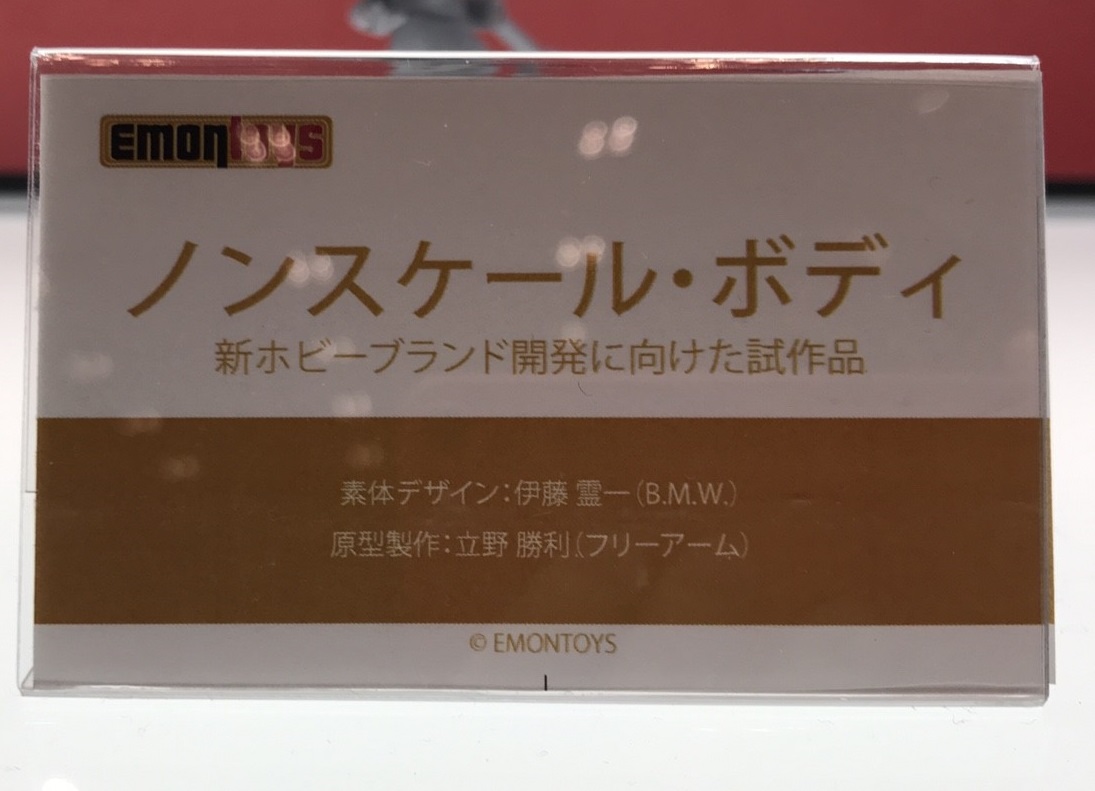 emontoys
ノンスケール・ボディ
新ホビーブランド開発に向けた試作品
素体デザイン：伊藤 霊一（B.M.W.）
原型製作：立野 勝利（フリーアーム）
© EMONTOYS